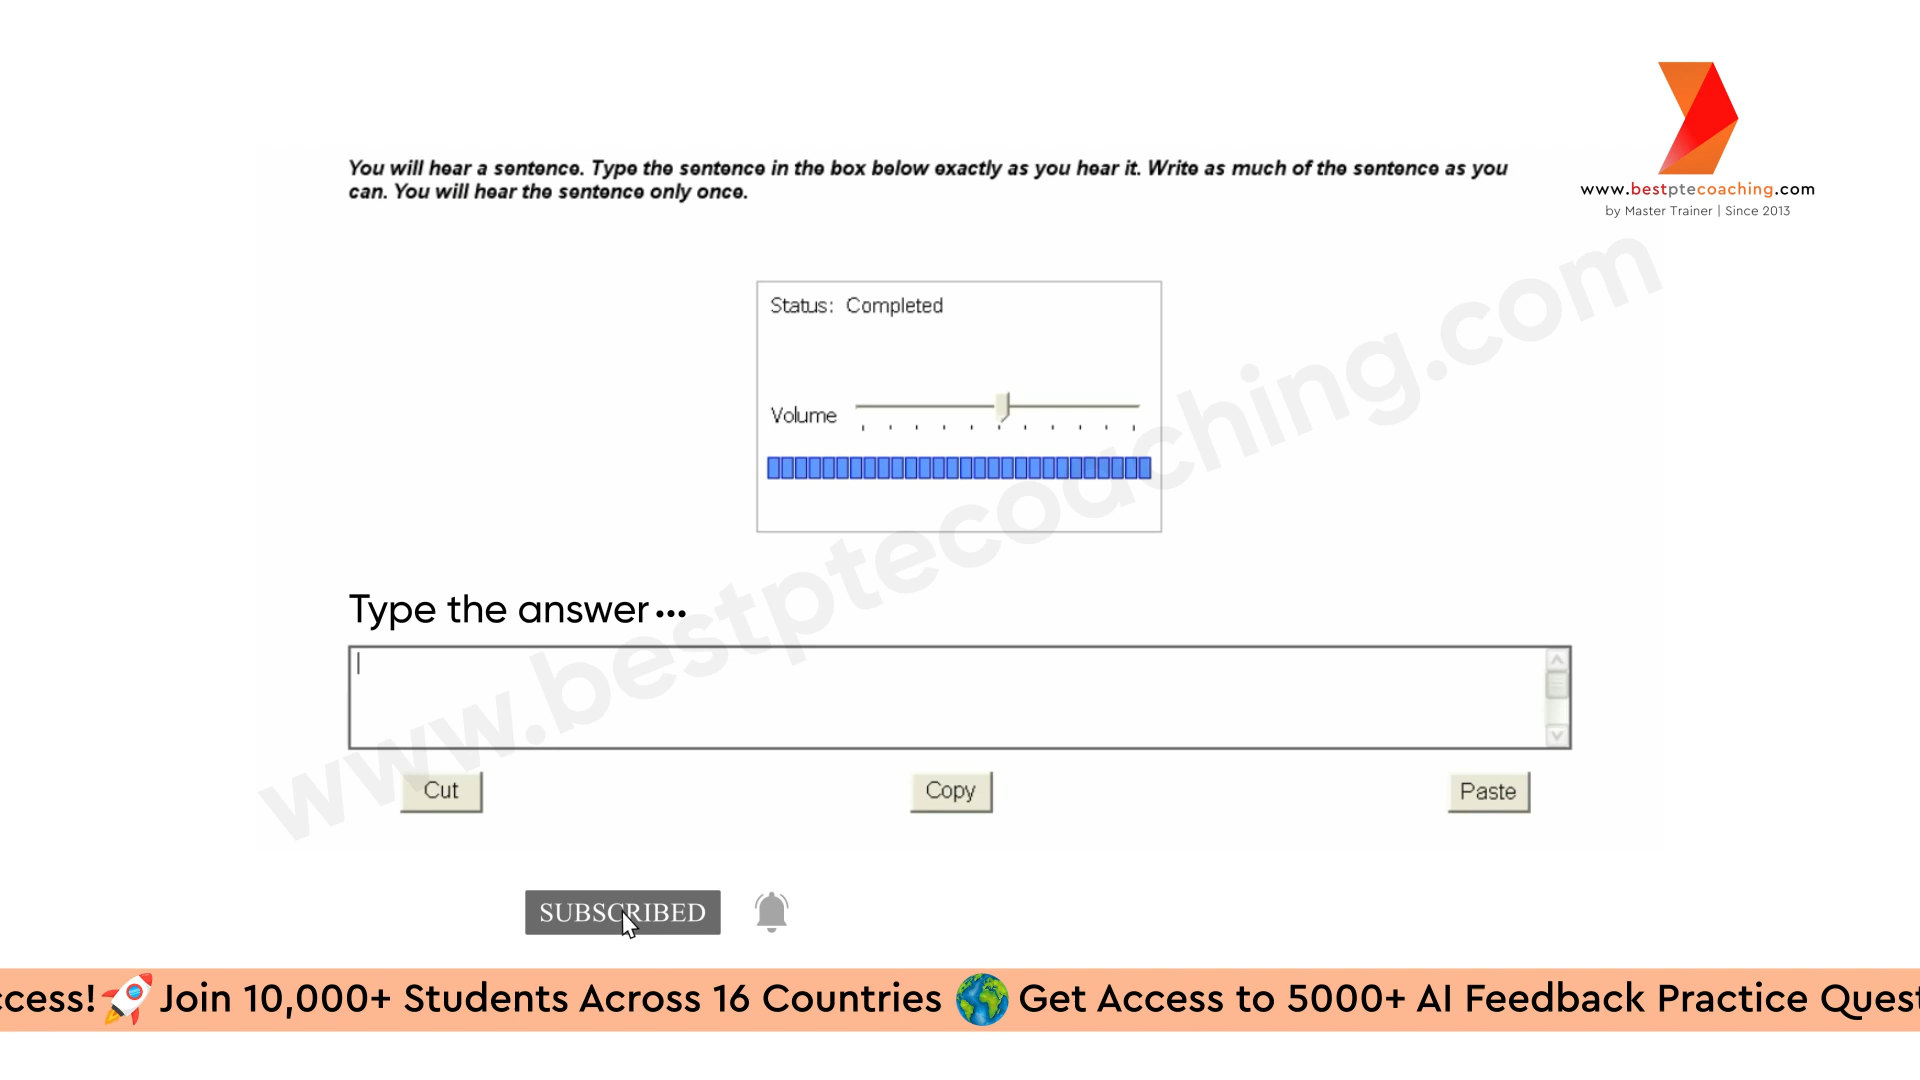 You will hear a sentence. Type the sentence in the box below exactly as you hear it. Write as much of the sentence as you
can. You will hear the sentence only once.
www.bestptecoaching.com
by Master Trainer | Since 2013
Status: Completed
Volume
www.bestptecoaching.com
Type the answer...
Cut Copy Paste
SUBSCRIBED
ccess! Join 10,000+ Students Across 16 Countries Get Access to 5000+ AI Feedback Practice Quest